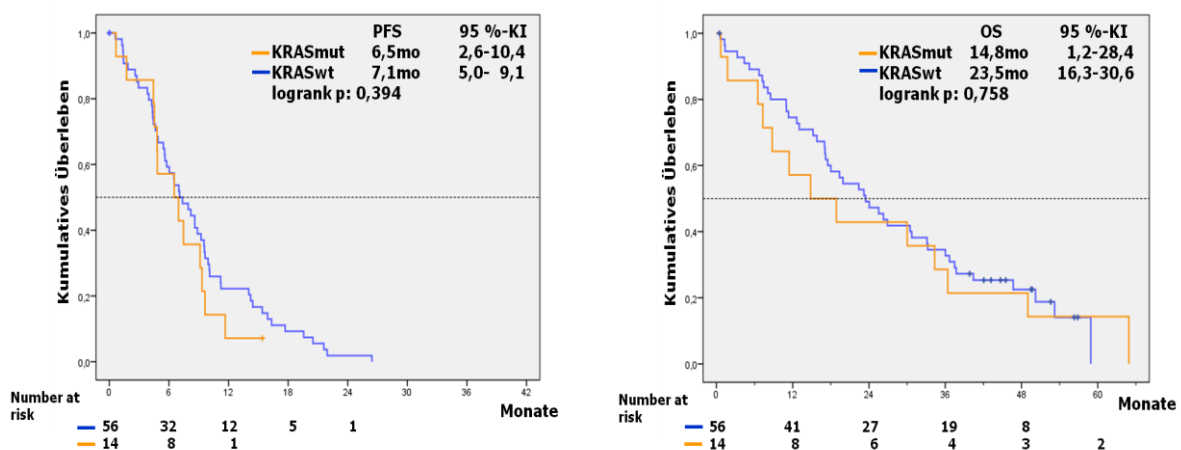 PFS 95 %-KI
KRASmut 6,5mo 2,6-10,4
KRASwt 7,1mo 5,0- 9,1
logrank p: 0,394
Kumulatives Überleben
1,0
0,8
0,6
0,4
0,2
0,0
0 6 12 18 24 30 36 42
Monate
Number at
risk
56 32 12 5 1
14 8 1
OS 95 %-KI
KRASmut 14,8mo 1,2-28,4
KRASwt 23,5mo 16,3-30,6
logrank p: 0,758
Kumulatives Überleben
1,0
0,8
0,6
0,4
0,2
0,0
0 12 24 36 48 60
Monate
Number at
risk
56 41 27 19 8
14 8 6 4 3 2